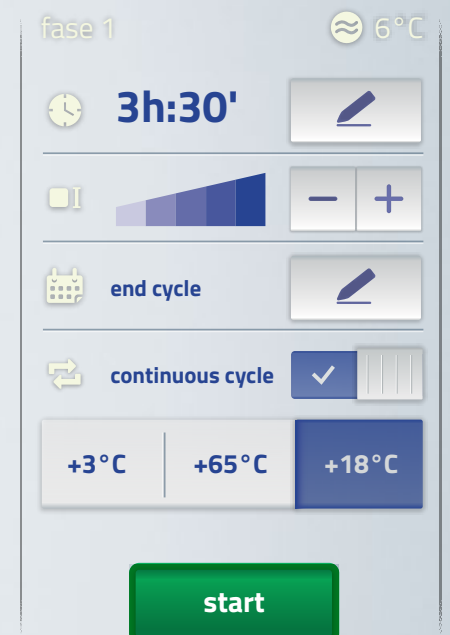 fase 1 6°C
3h:30'
end cycle
continuous cycle
+3°C +65°C +18°C
start